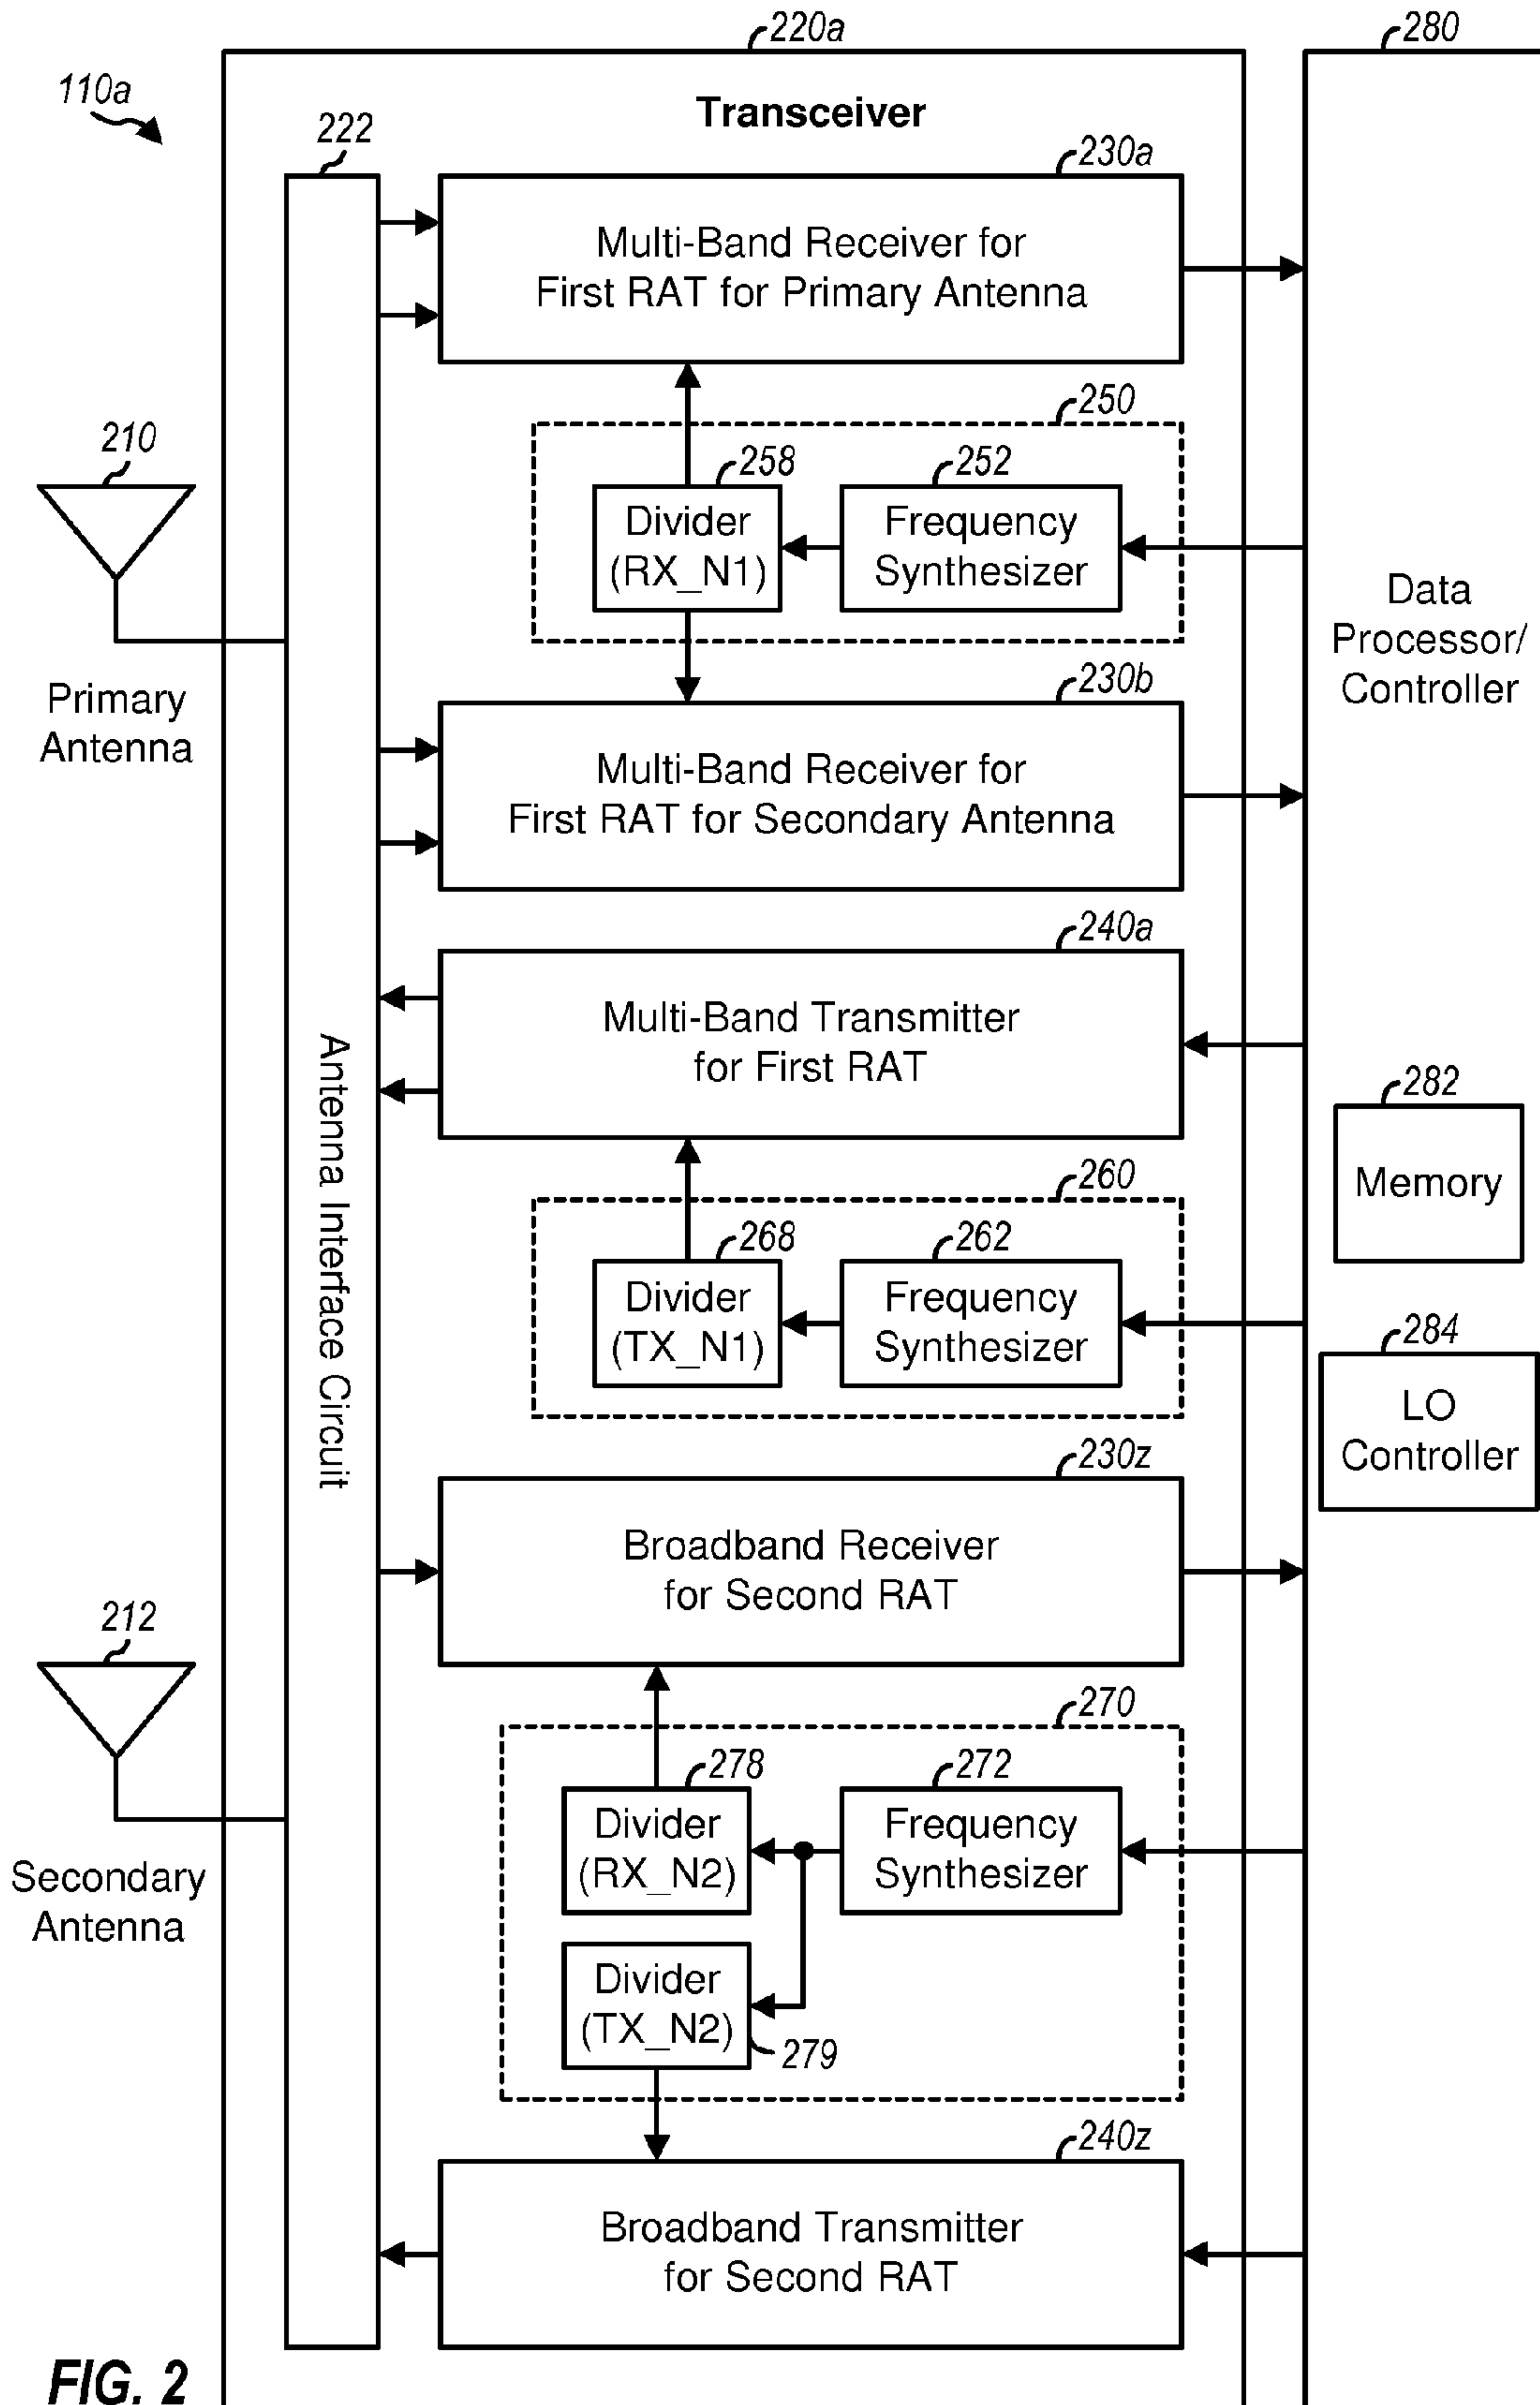 220a
280
110a
Transceiver
222
230a
Multi-Band Receiver for
First RAT for Primary Antenna
250
210
258
252
Divider
(RX_N1)
Frequency
Synthesizer
Data
Processor/
Controller
Primary
Antenna
230b
Multi-Band Receiver for
First RAT for Secondary Antenna
240a
Multi-Band Transmitter
for First RAT
Antenna Interface Circuit
282
Memory
260
268
262
Divider
(TX_N1)
Frequency
Synthesizer
284
LO
Controller
230z
Broadband Receiver
for Second RAT
212
270
278
272
Divider
(RX_N2)
Frequency
Synthesizer
Secondary
Antenna
Divider
(TX_N2)
279
240z
Broadband Transmitter
for Second RAT
FIG. 2